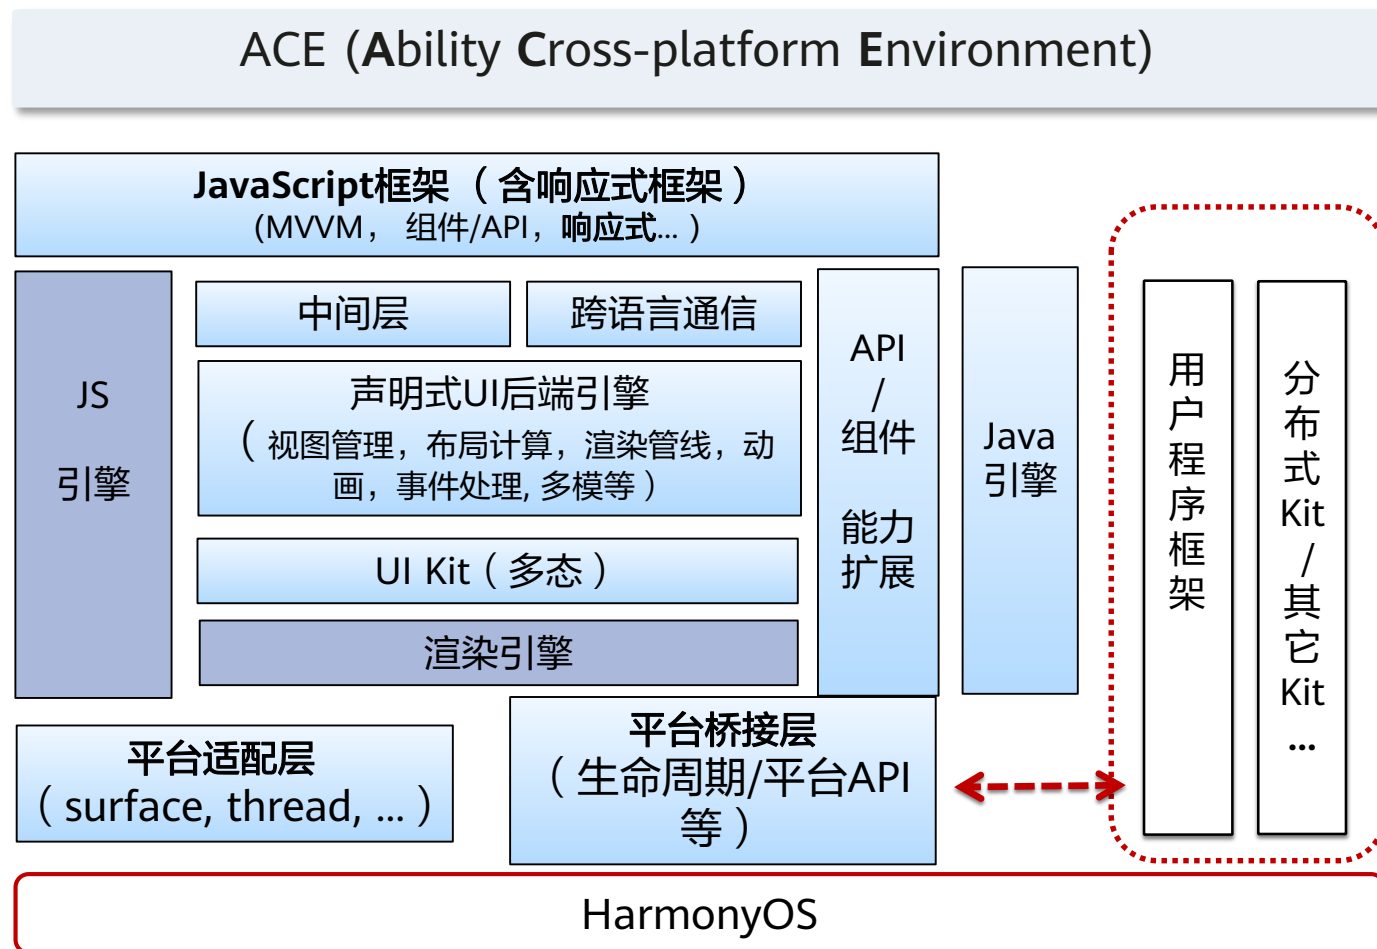 ACE (Ability Cross-platform Environment)
JavaScript框架（含响应式框架）
(MVVM， 组件/API，响应式...）
JS
引擎
中间层
跨语言通信
声明式UI后端引擎
（视图管理，布局计算，渲染管线，动
画，事件处理, 多模等）
UI Kit（多态）
渲染引擎
API
/
组件
能力
扩展
Java
引擎
用
户
程
序
框
架
分
布
式
Kit
/
其
它
Kit
...
平台适配层
（surface, thread, ...）
平台桥接层
（生命周期/平台API
等）
HarmonyOS